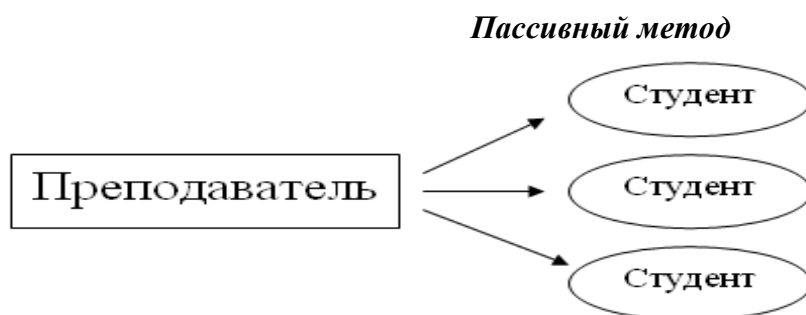 Пассивный метод
Студент
Преподаватель
Студент
Студент